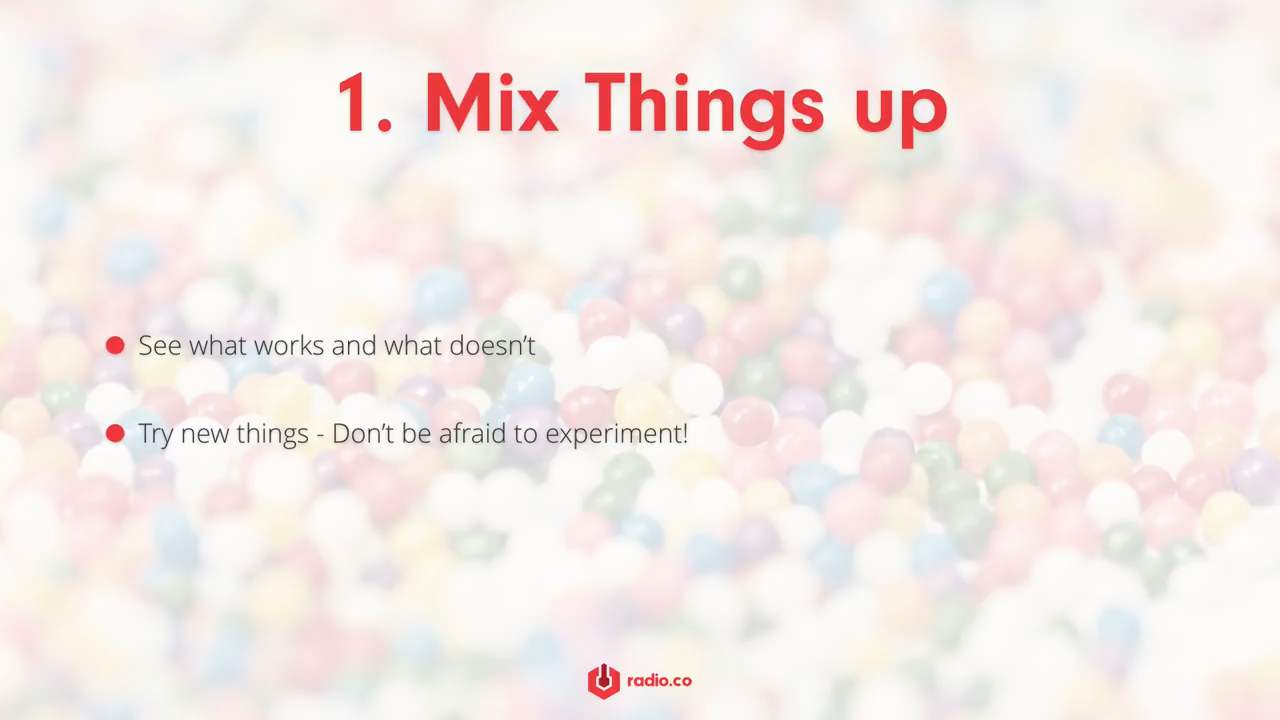 1. Mix Things up
See what works and what doesn’t
Try new things - Don’t be afraid to experiment!
radio.co